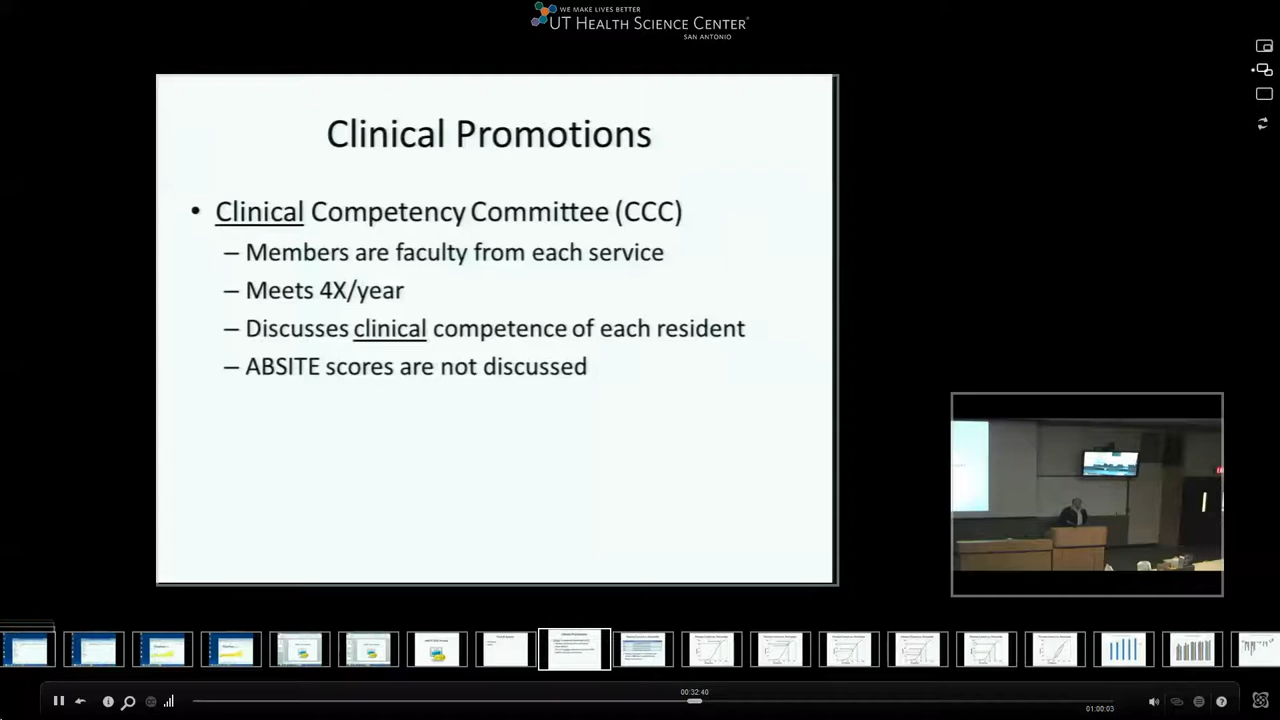 WE MAKE LIVES BETTER
UT HEALTH SCIENCE CENTER®
SAN ANTONIO
Clinical Promotions
• Clinical Competency Committee (CCC)
– Members are faculty from each service
– Meets 4X/year
– Discusses clinical competence of each resident
– ABSITE scores are not discussed
00:32:40
01:00:03